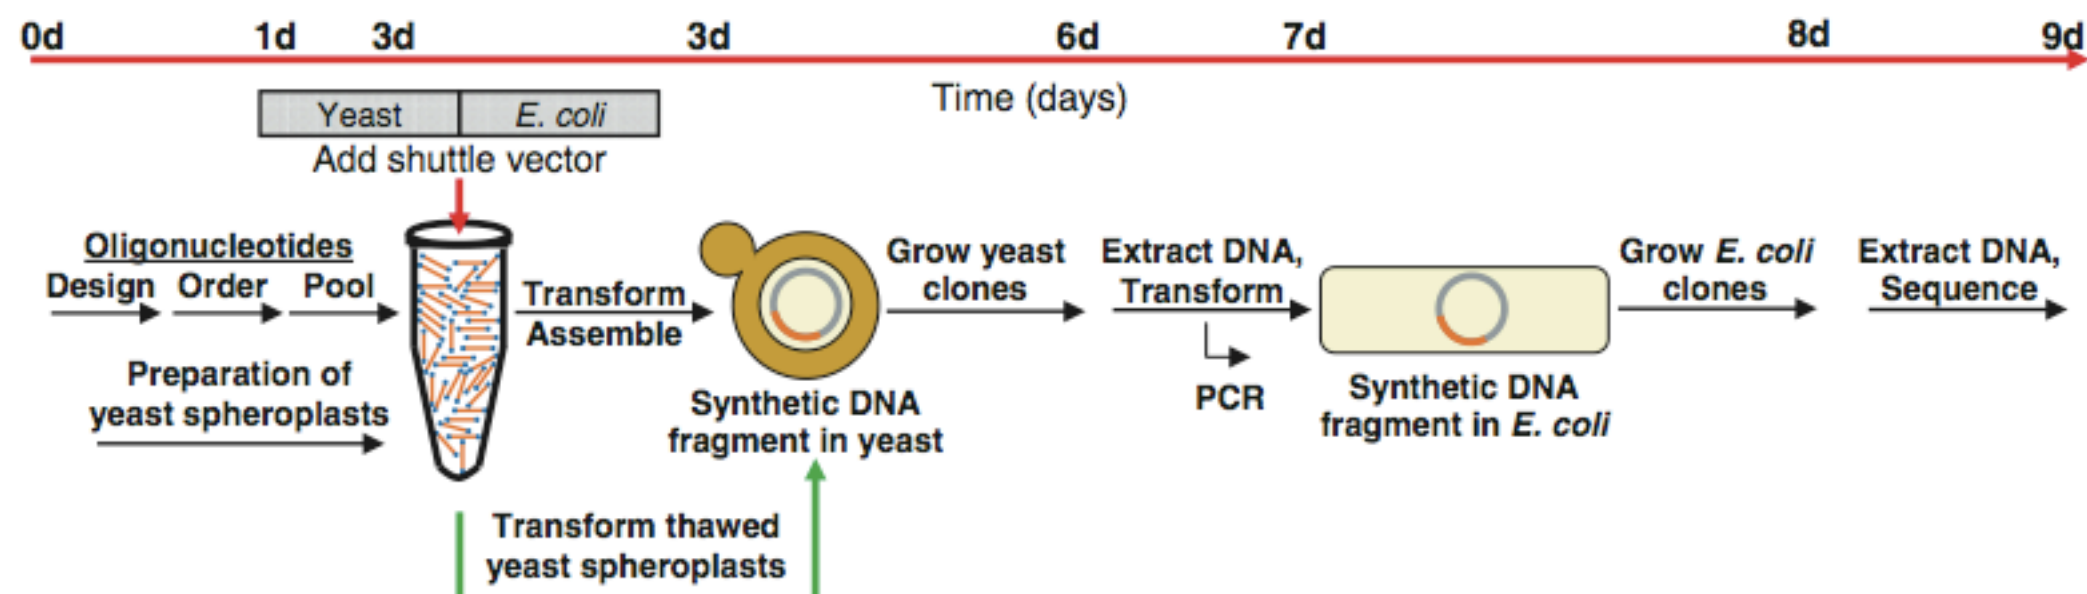 0d 1d 3d 3d 6d 7d 8d 9d
Time (days)
Yeast E. coli
Add shuttle vector
Oligonucleotides
Design Order Pool
Preparation of
yeast spheroplasts
Transform
Assemble
Synthetic DNA
fragment in yeast
Transform thawed
yeast spheroplasts
Grow yeast
clones
Extract DNA,
Transform
PCR
Synthetic DNA
fragment in E. coli
Grow E. coli
clones
Extract DNA,
Sequence